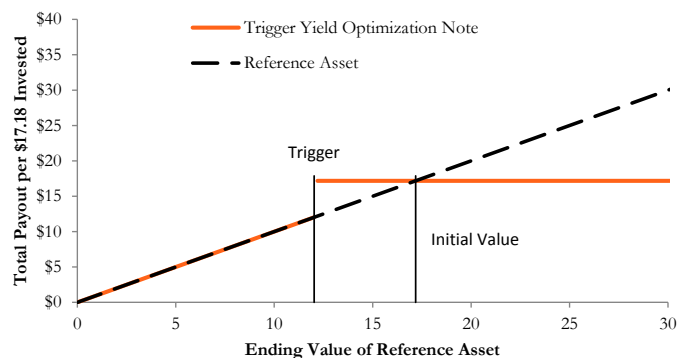 $40
$35
$30
$25
$20
$15
$10
$5
$0
Total Payout per $17.18 Invested
Trigger Yield Optimization Note
Reference Asset
Trigger
Initial Value
0 5 10 15 20 25 30
Ending Value of Reference Asset